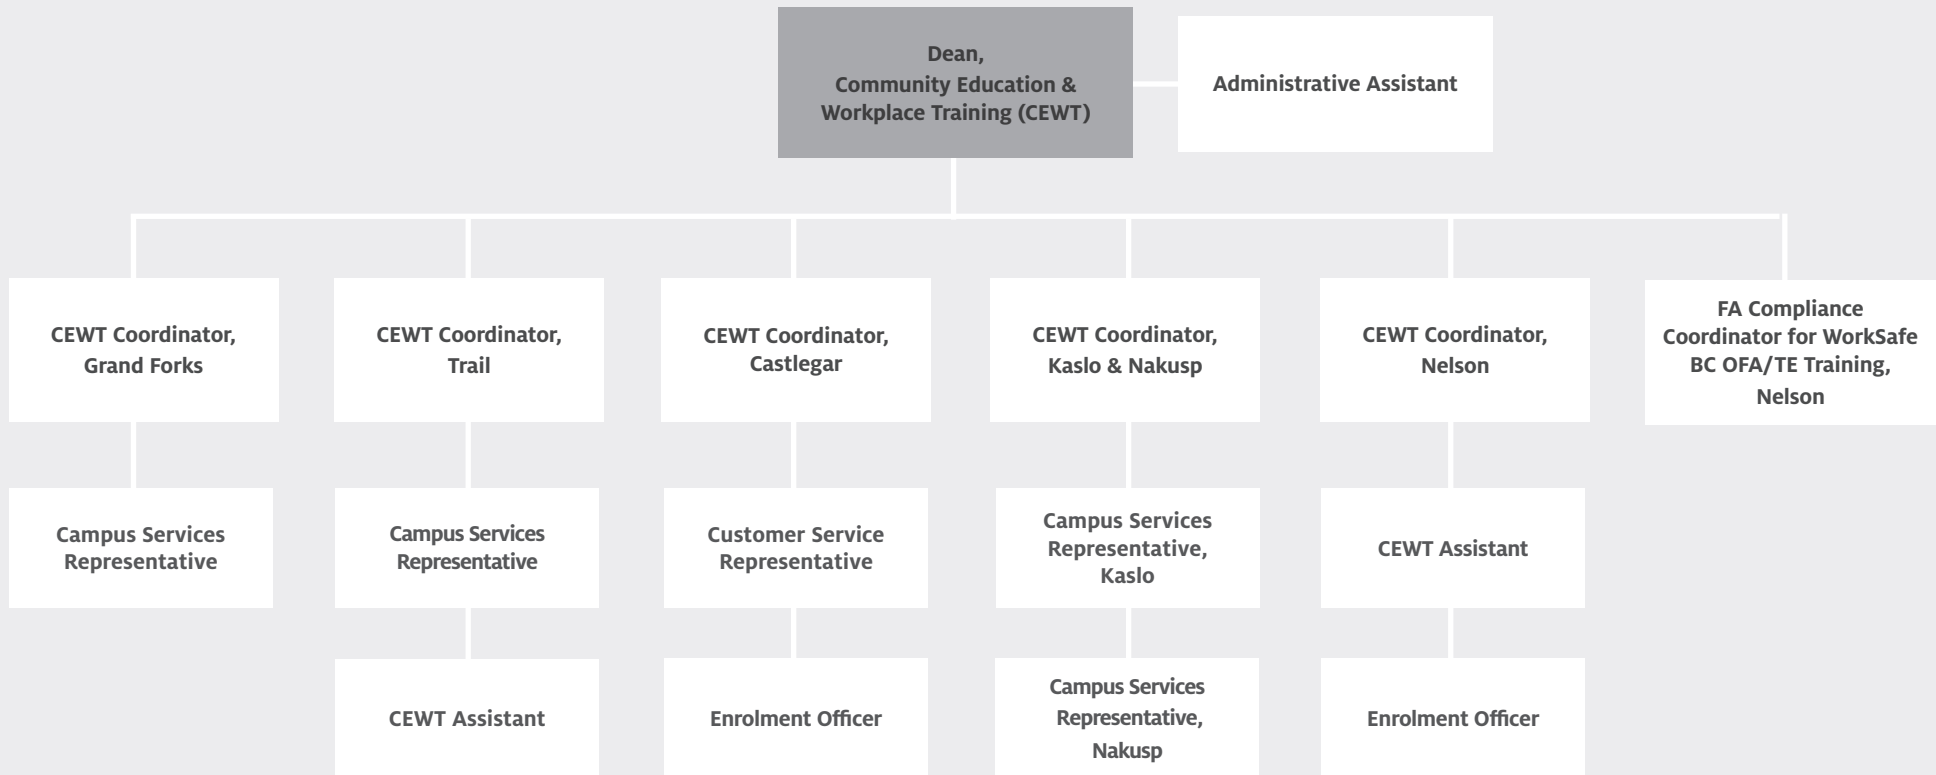 Dean,
Community Education &
Workplace Training (CEWT)
Administrative Assistant
CEWT Coordinator,
Grand Forks
CEWT Coordinator,
Trail
CEWT Coordinator,
Castlegar
CEWT Coordinator,
Kaslo & Nakusp
CEWT Coordinator,
Nelson
FA Compliance
Coordinator for WorkSafe
BC OFA/TE Training,
Nelson
Campus Services
Representative
Campus Services
Representative
Customer Service
Representative
Campus Services
Representative,
Kaslo
CEWT Assistant
CEWT Assistant
Enrolment Officer
Campus Services
Representative,
Nakusp
Enrolment Officer